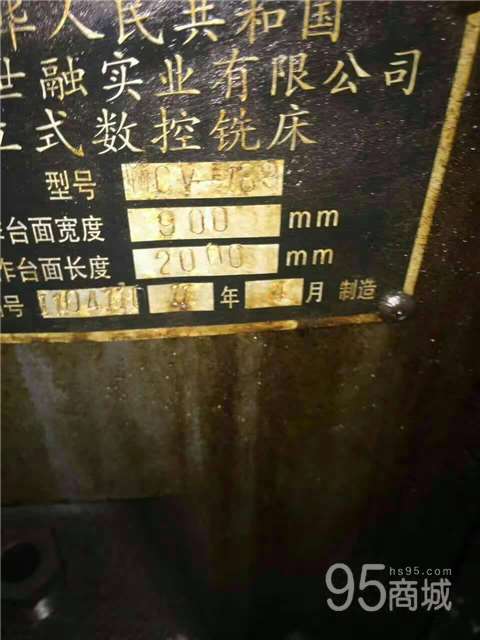 华人民共和国
世融实业有限公司
立式数控铣床
型号
作台面宽度 900 mm
作台面长度 2000 mm
号 年 4 月 制造
hs95.com
95商城